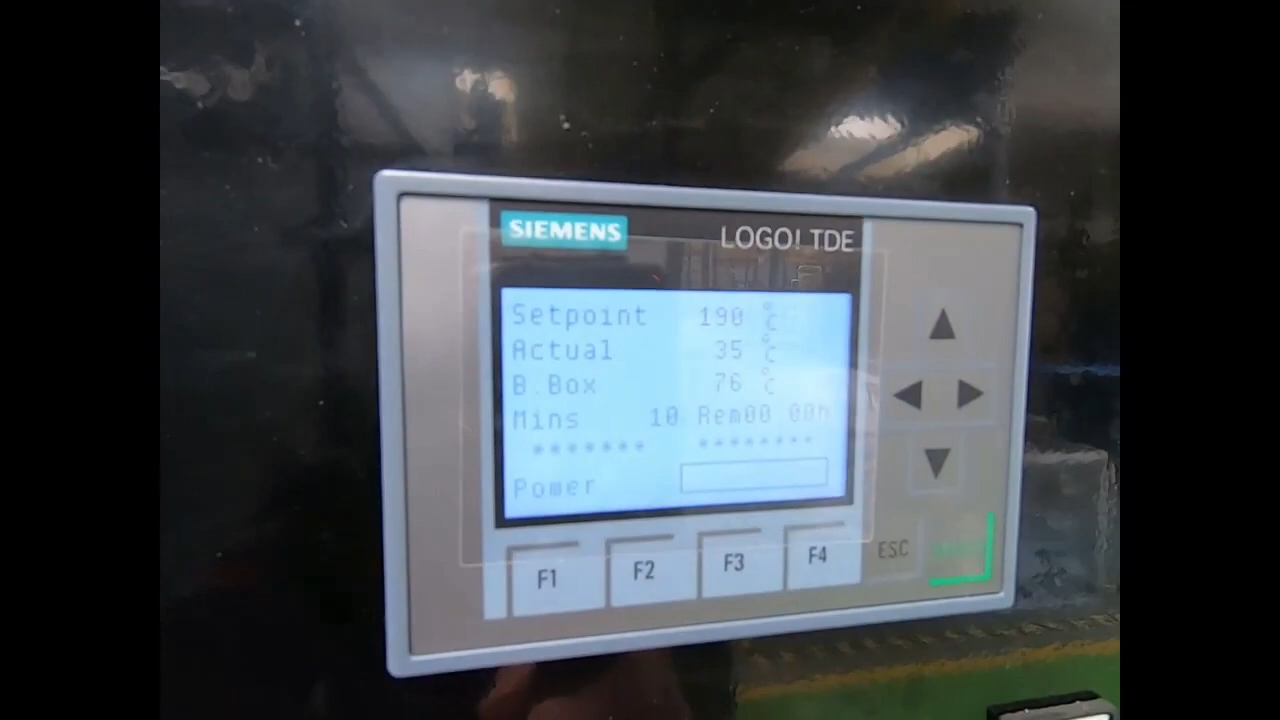 SIEMENS
LOGO! TDE
Setpoint 190 °C
Actual 35 °C
B.Box 76 °C
Mins 10 Rem00 00h
******* ********
Power
F1 F2 F3 F4 ESC